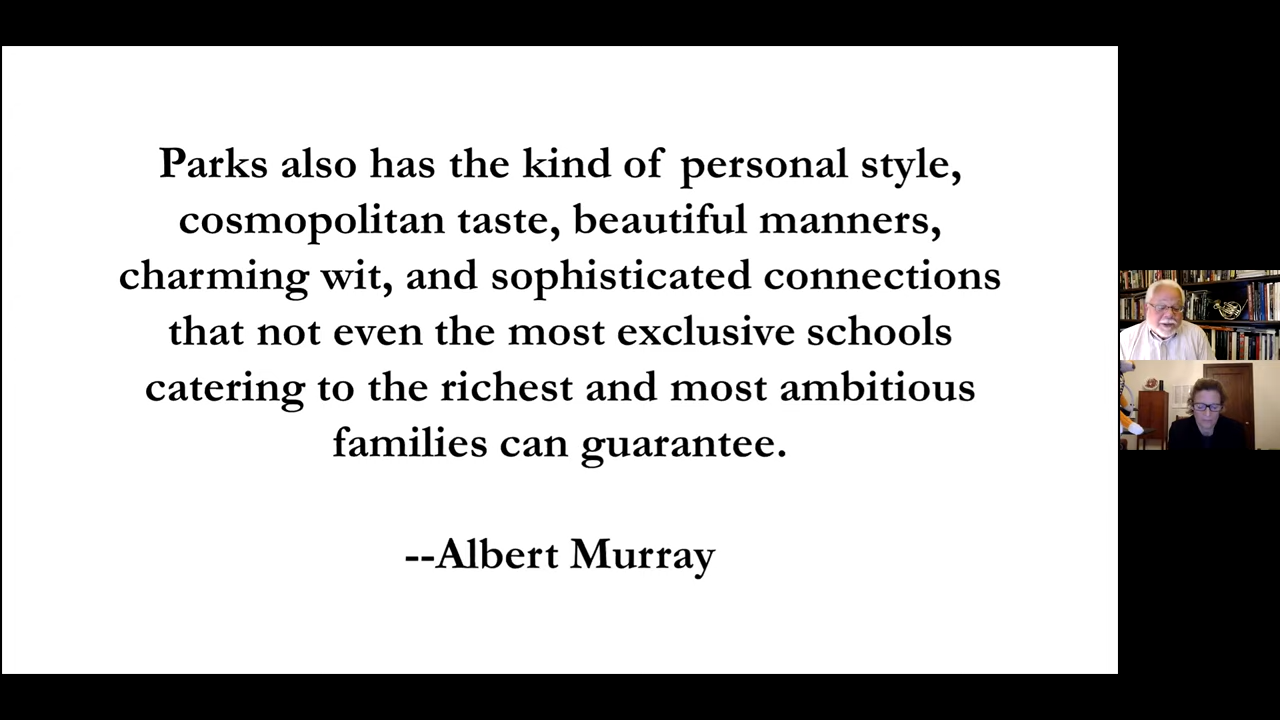 Parks also has the kind of personal style,
cosmopolitan taste, beautiful manners,
charming wit, and sophisticated connections
that not even the most exclusive schools
catering to the richest and most ambitious
families can guarantee.
--Albert Murray